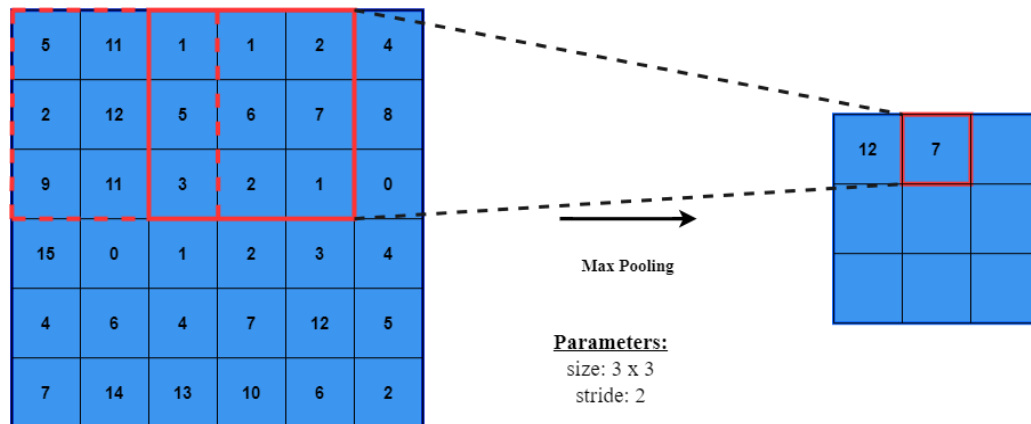 5 11 1 1 2 4
2 12 5 6 7 8
9 11 3 2 1 0
15 0 1 2 3 4
4 6 4 7 12 5
7 14 13 10 6 2
12 7
Max Pooling
Parameters:
size: 3 x 3
stride: 2